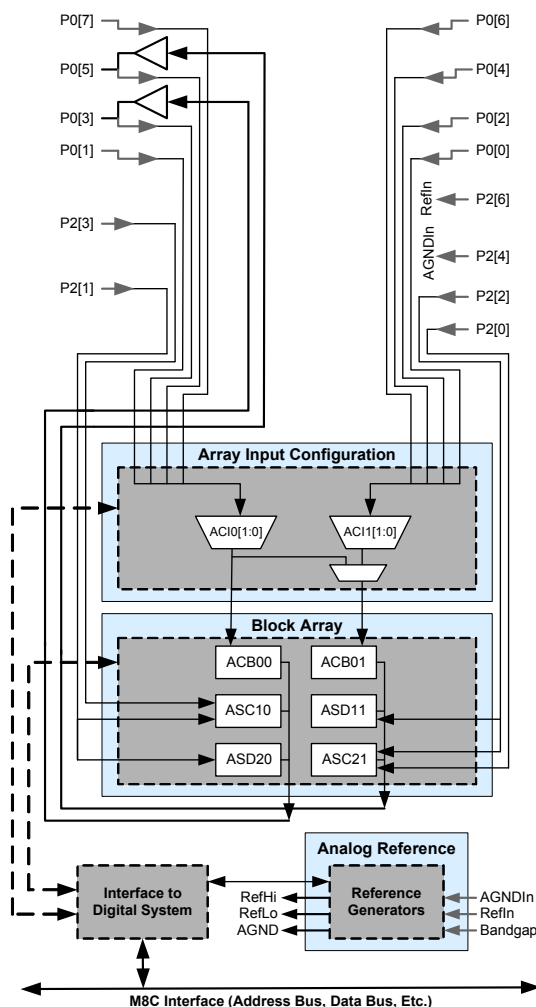 P0[7]
P0[6]
P0[5]
P0[4]
P0[3]
P0[2]
P0[1]
P0[0]
RefIn
P2[6]
P2[3]
AGNDIn
P2[4]
P2[1]
P2[2]
P2[0]
Array Input Configuration
ACI0[1:0]
ACI1[1:0]
Block Array
ACB00
ACB01
ASC10
ASD11
ASD20
ASC21
Analog Reference
Interface to
Digital System
RefHi
RefLo
AGND
Reference
Generators
AGNDIn
RefIn
Bandgap
M8C Interface (Address Bus, Data Bus, Etc.)